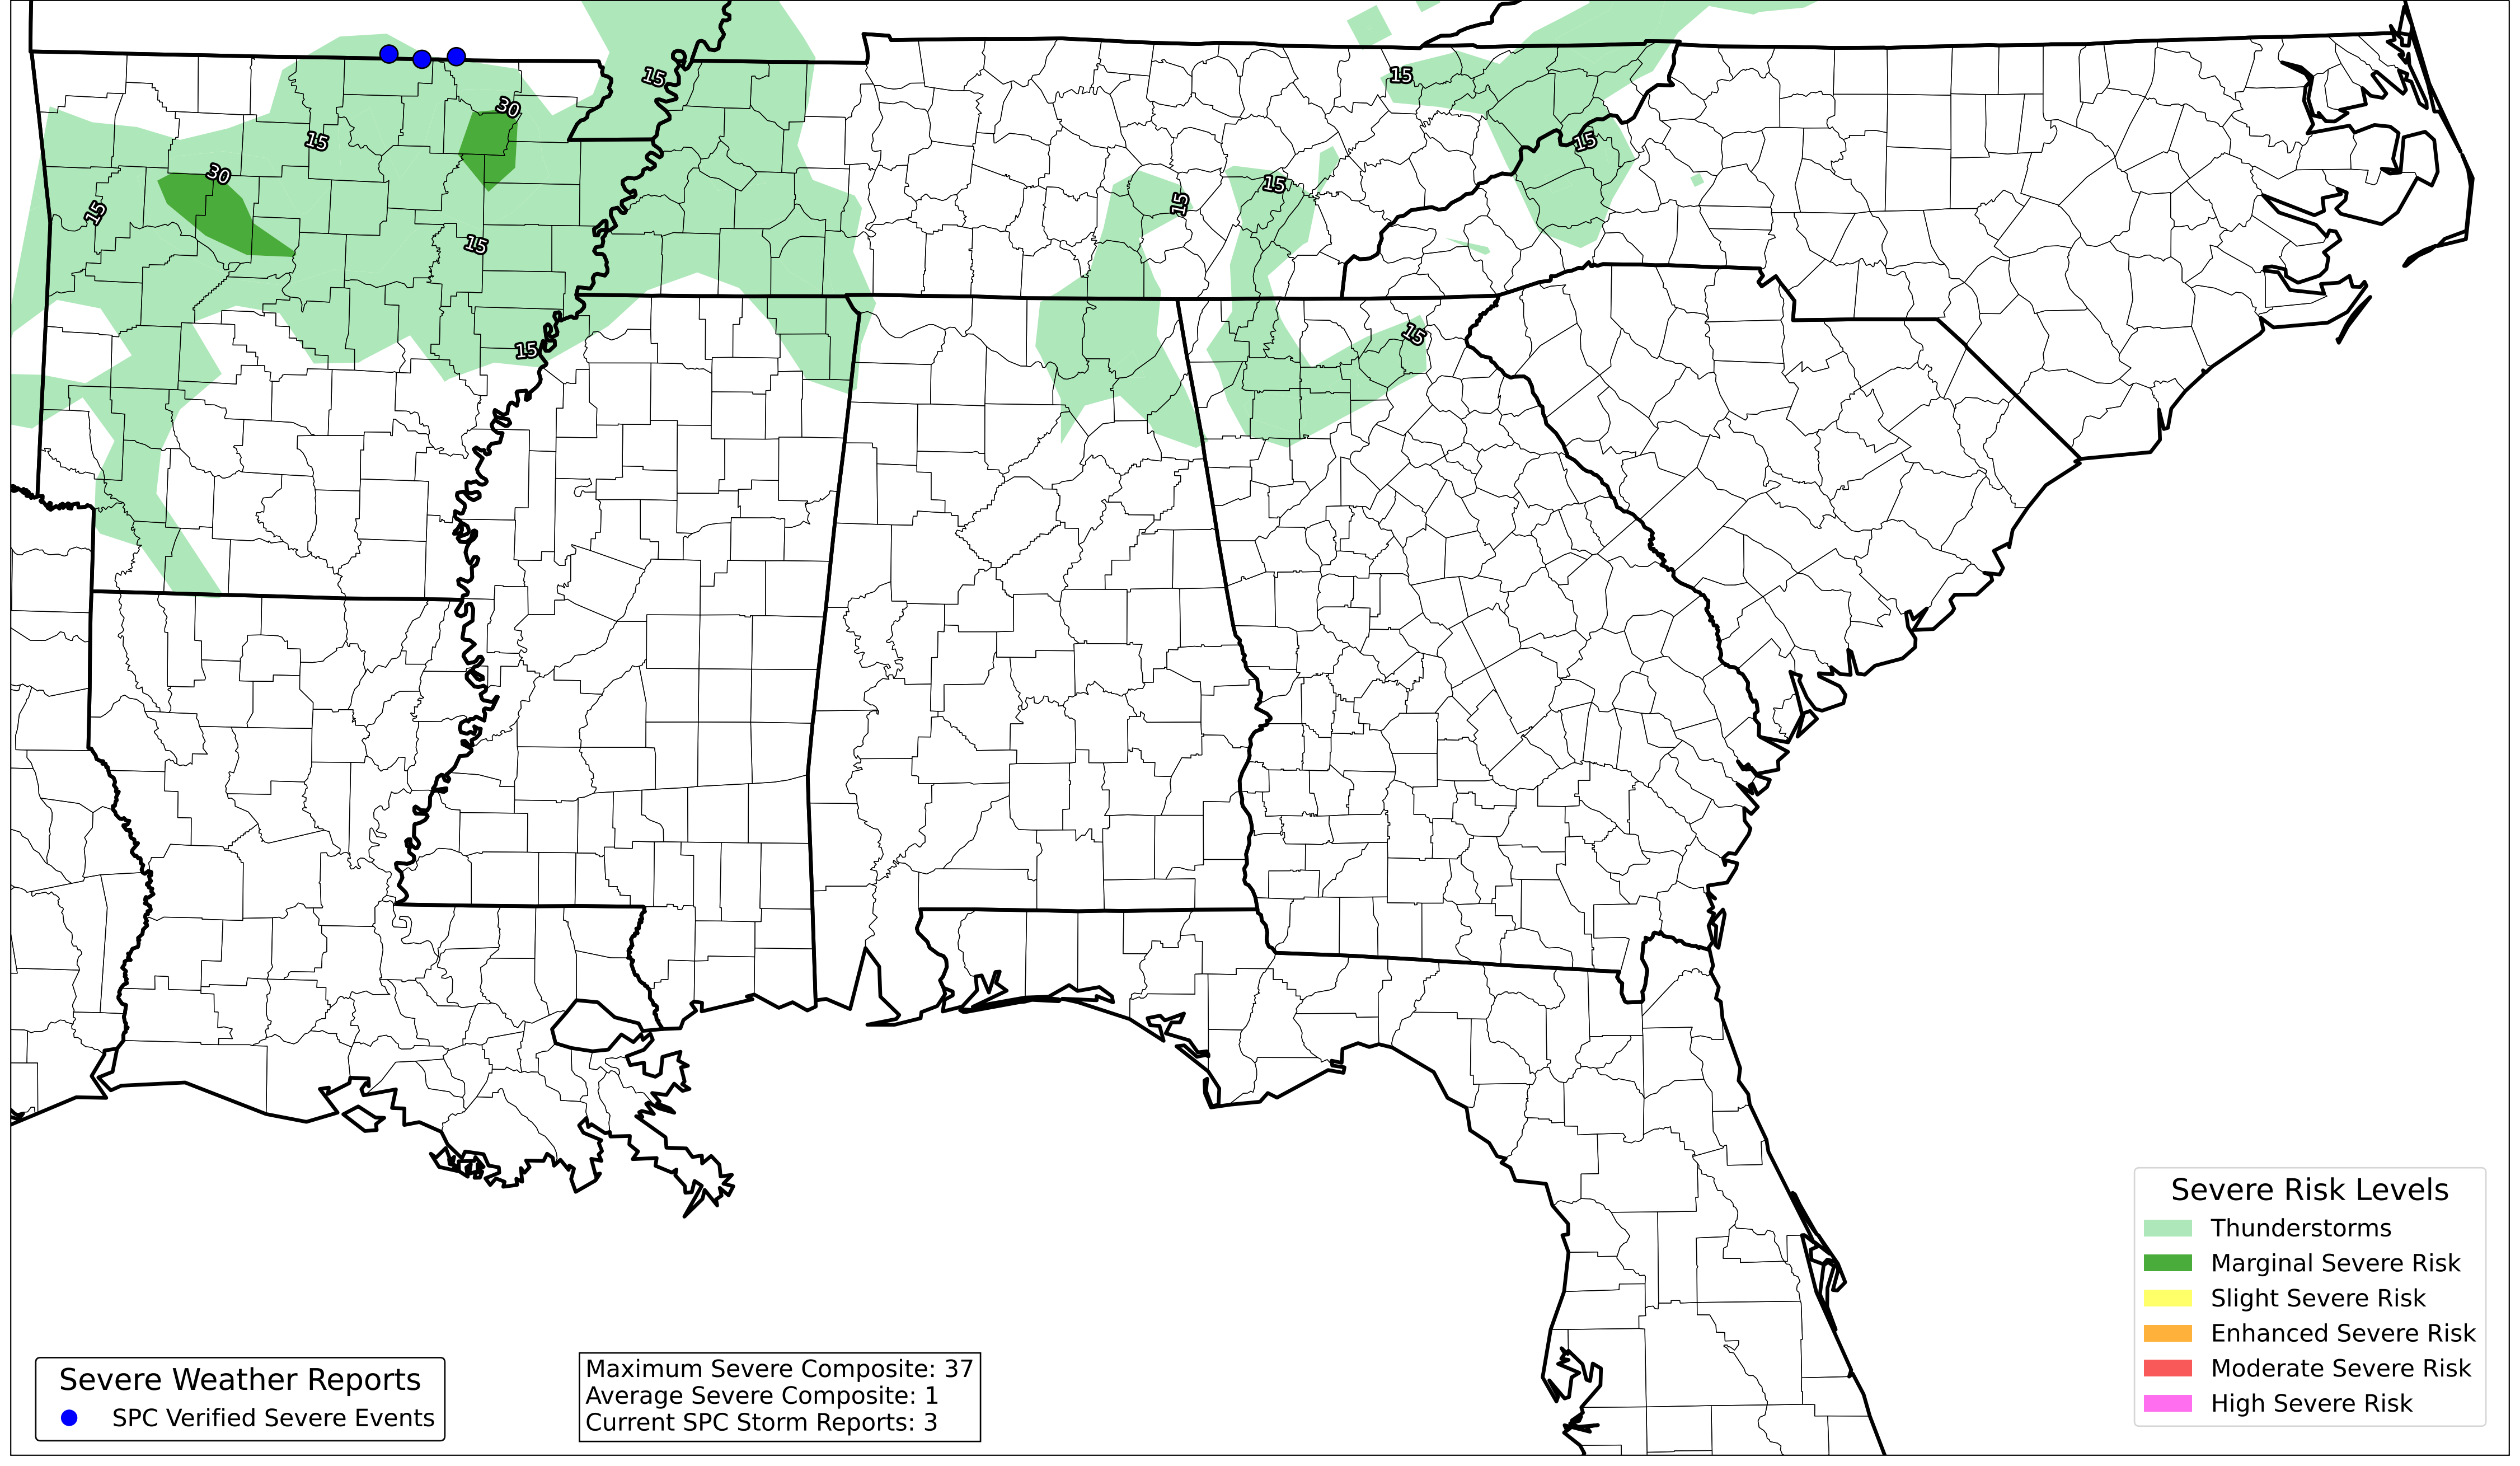 15
15
30
15
15
30
15
15
15
15
15
15
Severe Risk Levels
Thunderstorms
Marginal Severe Risk
Slight Severe Risk
Enhanced Severe Risk
Moderate Severe Risk
High Severe Risk
Severe Weather Reports
SPC Verified Severe Events
Maximum Severe Composite: 37
Average Severe Composite: 1
Current SPC Storm Reports: 3